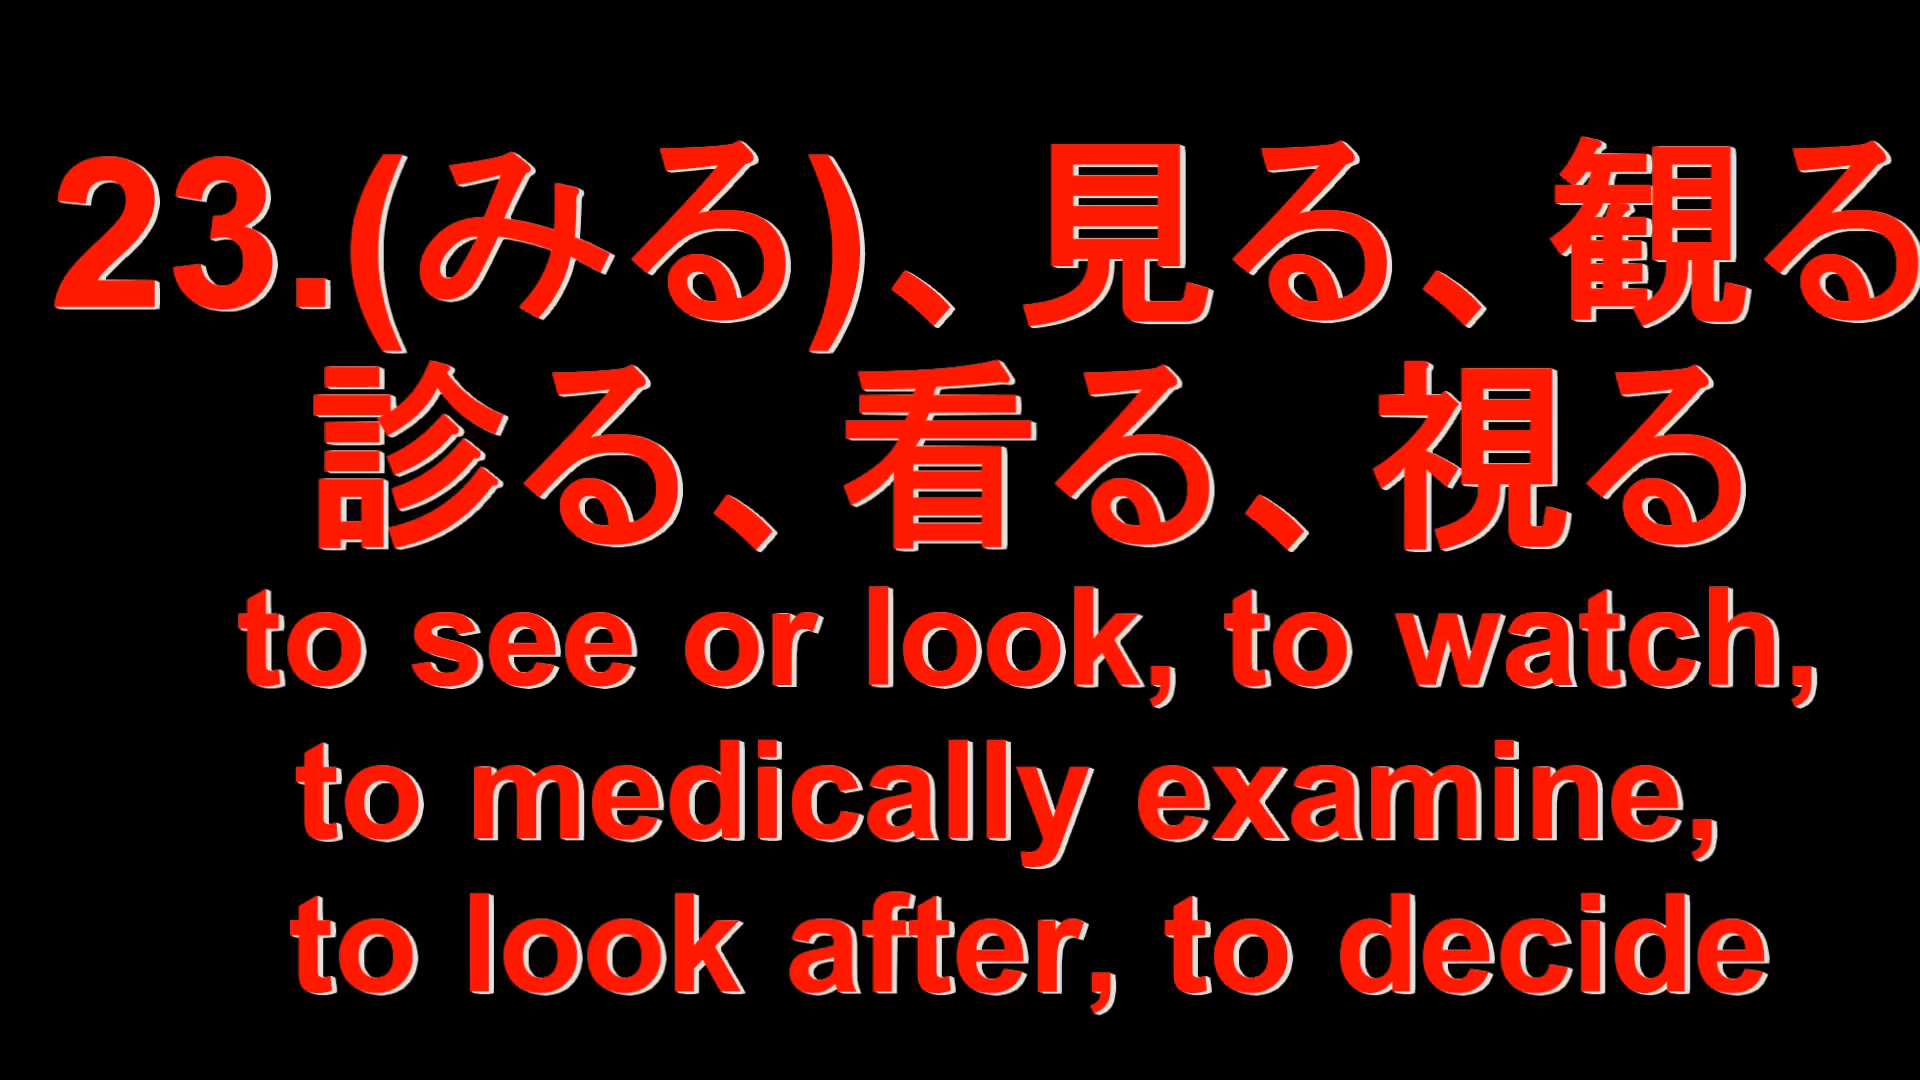 23.(みる)、見る、観る
診る、看る、視る
to see or look, to watch,
to medically examine,
to look after, to decide